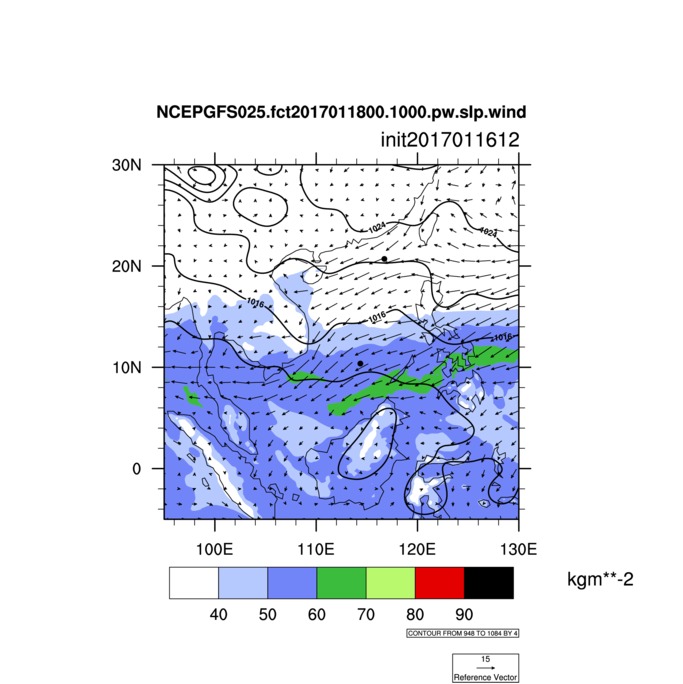 NCEPGFS025.fct2017011800.1000.pw.slp.wind
init2017011612
30N
1024
1024
20N
1016
1016
1016
10N
0
100E 110E 120E 130E
kgm**-2
40 50 60 70 80 90
CONTOUR FROM 948 TO 1084 BY 4
15
Reference Vector